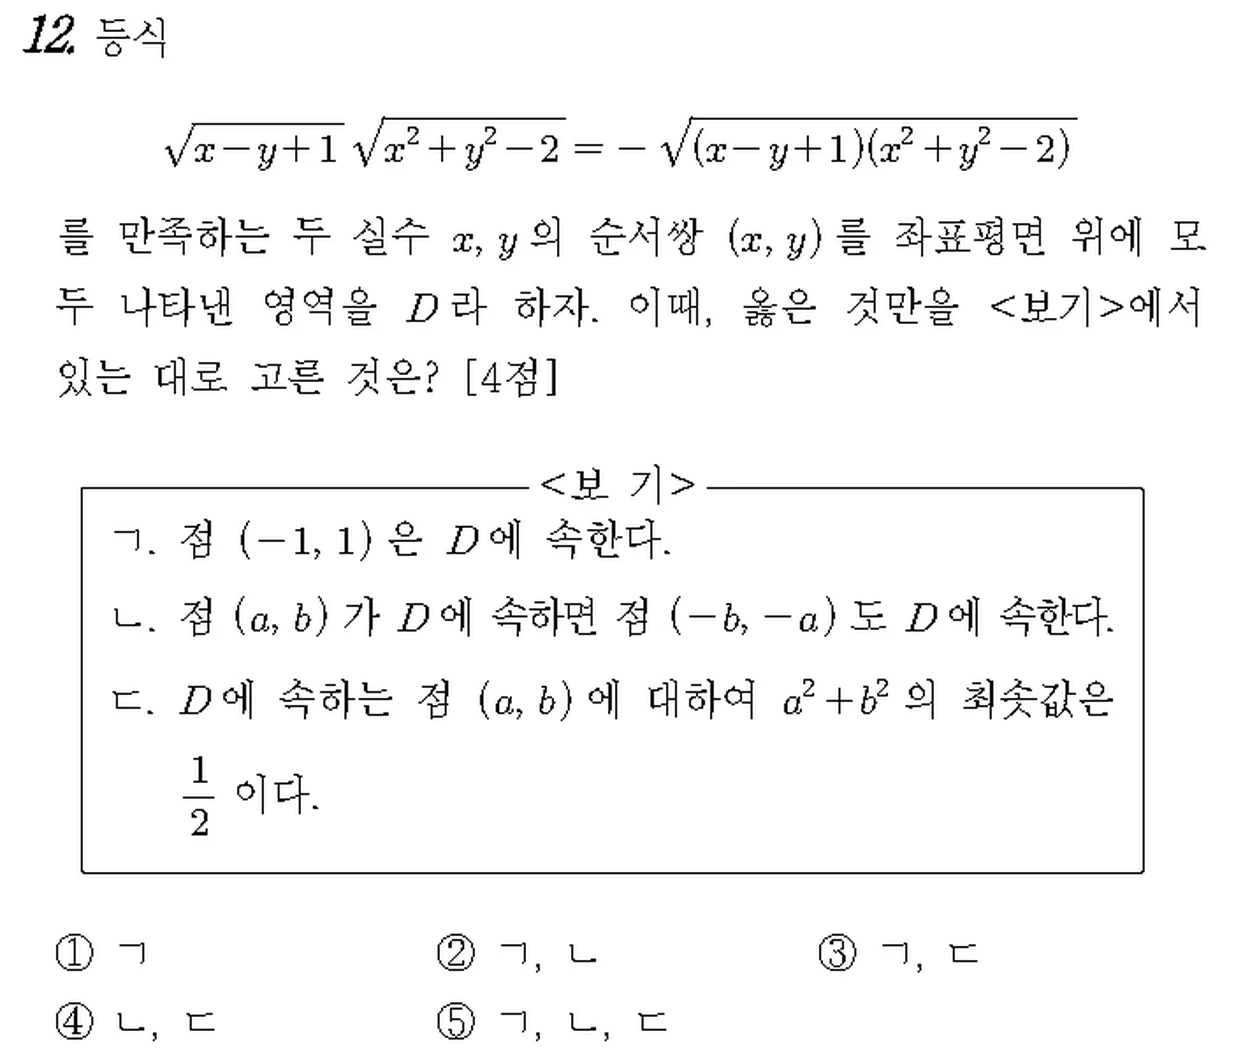 12. 등식
√(x-y+1) √(x²+y²-2) = -√((x-y+1)(x²+y²-2))
를 만족하는 두 실수 x, y의 순서쌍 (x, y)를 좌표평면 위에 모
두 나타낸 영역을 D라 하자. 이때, 옳은 것만을 <보기>에서
있는 대로 고른 것은? [4점]
<보 기>
ㄱ. 점 (-1, 1)은 D에 속한다.
ㄴ. 점 (a, b)가 D에 속하면 점 (-b, -a)도 D에 속한다.
ㄷ. D에 속하는 점 (a, b)에 대하여 a²+b²의 최솟값은
1/2 이다.
① ㄱ ② ㄱ, ㄴ ③ ㄱ, ㄷ
④ ㄴ, ㄷ ⑤ ㄱ, ㄴ, ㄷ